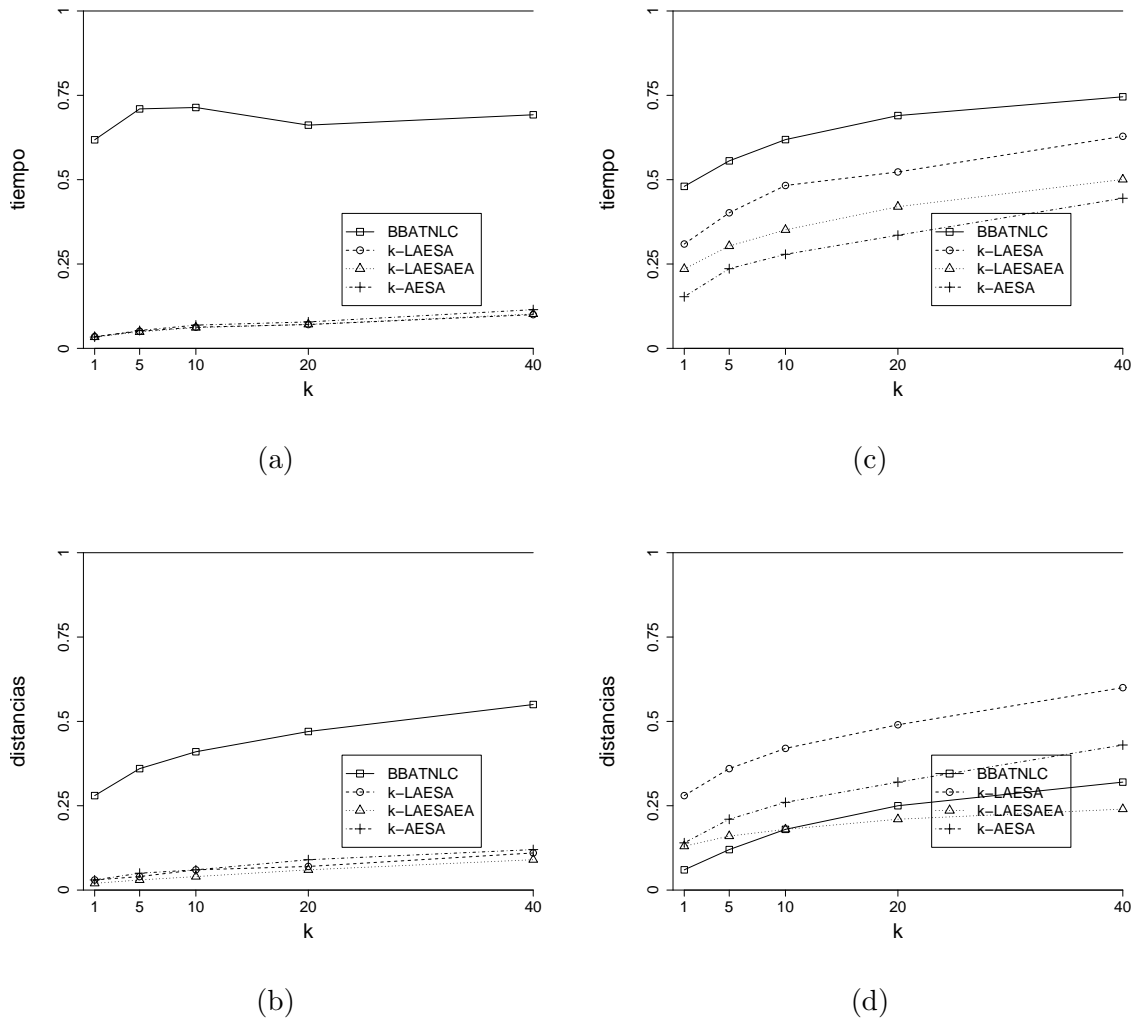 1
0.75
0.5
0.25
0
tiempo
BBATNLC
k-LAESA
k-LAESAEA
k-AESA
1 5 10 20 40
k
(a)
1
0.75
0.5
0.25
0
tiempo
BBATNLC
k-LAESA
k-LAESAEA
k-AESA
1 5 10 20 40
k
(c)
1
0.75
0.5
0.25
0
distancias
BBATNLC
k-LAESA
k-LAESAEA
k-AESA
1 5 10 20 40
k
(b)
1
0.75
0.5
0.25
0
distancias
BBATNLC
k-LAESA
k-LAESAEA
k-AESA
1 5 10 20 40
k
(d)